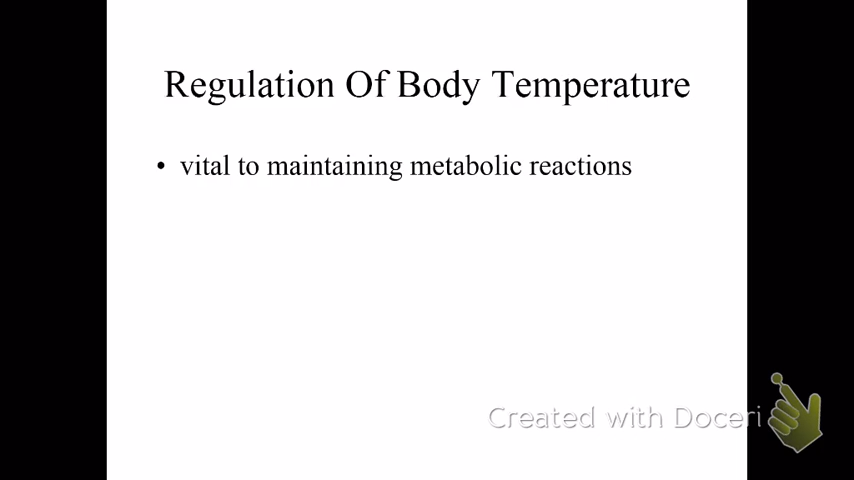 Regulation Of Body Temperature
• vital to maintaining metabolic reactions
Created with Doceri